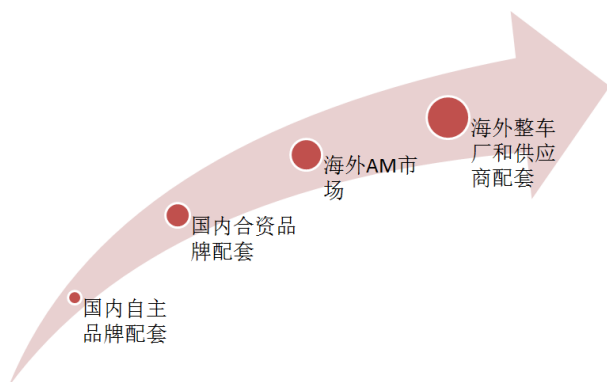 海外整车
厂和供应
商配套
海外AM市
场
国内合资品
牌配套
国内自主
品牌配套